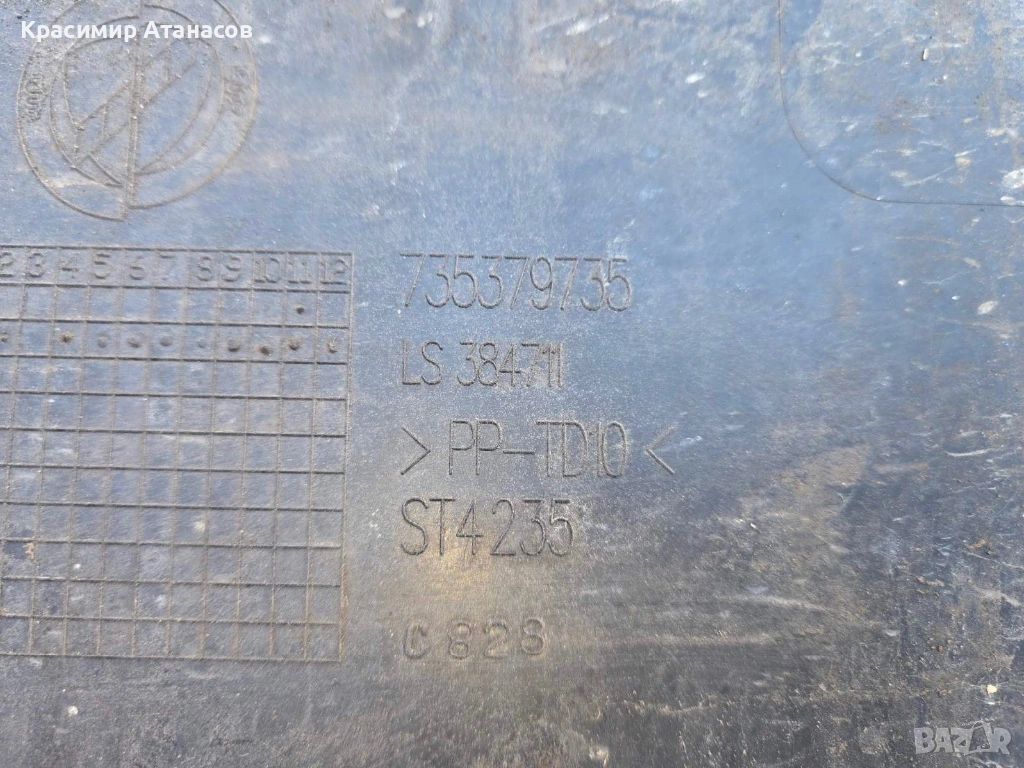 Красимир Атанасов
2 3 4 5 6 7 8 9 10 11 12
735379735
LS 384711
> PP-TD10 <
ST4235
C 828
BAZAR